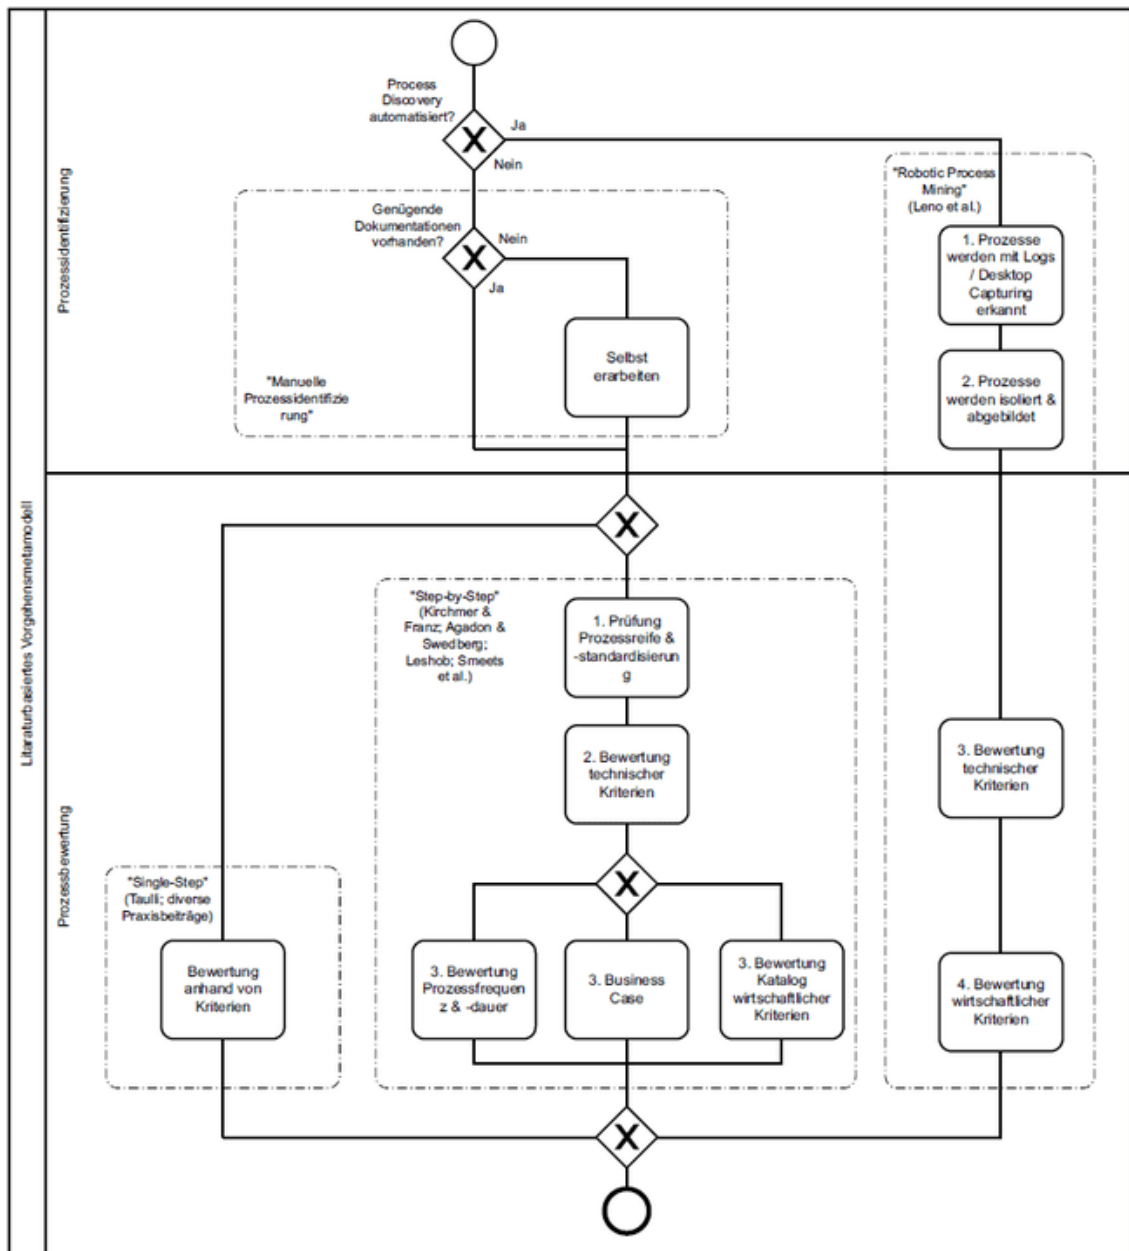 Litaraturbasiertes Vorgehensmetamodell
Prozessidentifizierung
Process
Discovery
automatisiert?
X
Ja
Nein
Genügende
Dokumentationen
vorhanden?
X
Nein
Ja
Selbst
erarbeiten
"Manuelle
Prozessidentifizie
rung"
"Robotic Process
Mining"
(Leno et al.)
1. Prozesse
werden mit Logs
/ Desktop
Capturing
erkannt
2. Prozesse
werden isoliert &
abgebildet
Prozessbewertung
X
"Step-by-Step"
(Kirchmer &
Franz; Agadon &
Swedberg;
Leshob; Smeets
et al.)
1. Prüfung
Prozessreife &
-standardisierun
g
2. Bewertung
technischer
Kriterien
X
3. Bewertung
Prozessfrequen
z & -dauer
3. Business
Case
3. Bewertung
Katalog
wirtschaftlicher
Kriterien
"Single-Step"
(Taulli; diverse
Praxisbeiträge)
Bewertung
anhand von
Kriterien
3. Bewertung
technischer
Kriterien
4. Bewertung
wirtschaftlicher
Kriterien
X